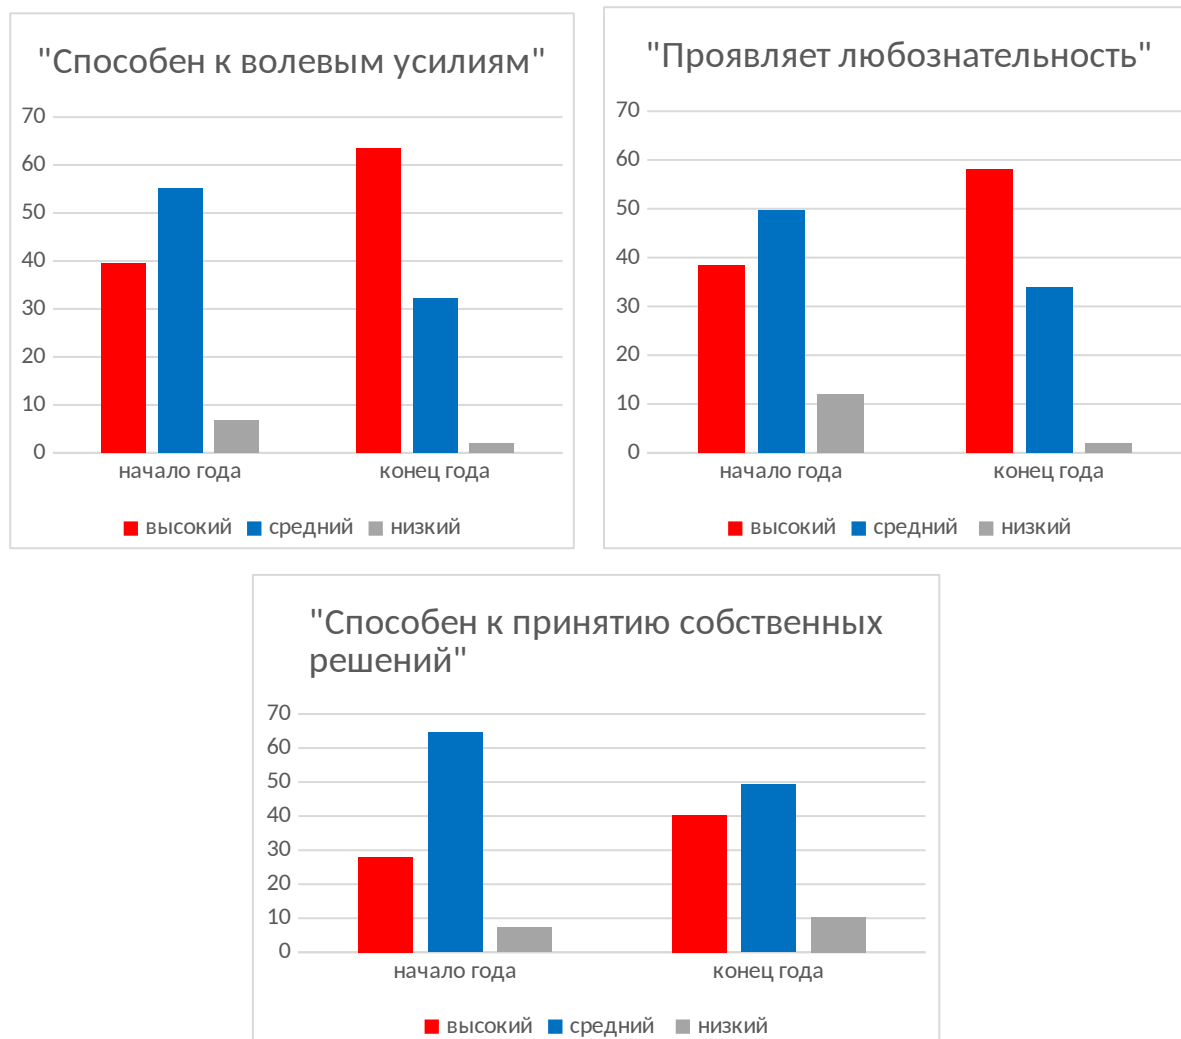 "Способен к волевым усилиям"
70
60
50
40
30
20
10
0
начало года конец года
высокий средний низкий
"Проявляет любознательность"
70
60
50
40
30
20
10
0
начало года конец года
высокий средний низкий
"Способен к принятию собственных
решений"
70
60
50
40
30
20
10
0
начало года конец года
высокий средний низкий